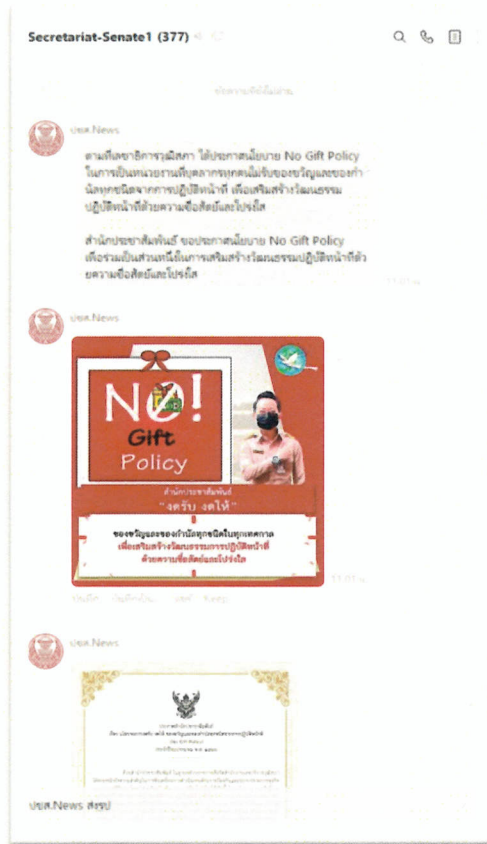 Secretariat-Senate1 (377)
ปชส.News
ตามที่เลขาธิการวุฒิสภา ได้ประกาศนโยบาย No Gift Policy
ในการเป็นหน่วยงานที่บุคลากรทุกคนไม่รับของขวัญและของกำ
นัลทุกชนิดจากการปฏิบัติหน้าที่ เพื่อเสริมสร้างวัฒนธรรม
ปฏิบัติหน้าที่ด้วยความซื่อสัตย์และโปร่งใส
สำนักประชาสัมพันธ์ ขอประกาศนโยบาย No Gift Policy
เพื่อร่วมเป็นส่วนหนึ่งในการเสริมสร้างวัฒนธรรมปฏิบัติหน้าที่ด้ว
ยความซื่อสัตย์และโปร่งใส
ปชส.News
NO!
Gift
Policy
สำนักประชาสัมพันธ์
"งดรับ งดให้"
ของขวัญและของกำนัลทุกชนิดในทุกเทศกาล
เพื่อเสริมสร้างวัฒนธรรมการปฏิบัติหน้าที่
ด้วยความซื่อสัตย์และโปร่งใส
ปชส.News
ปชส.News ส่งรูป